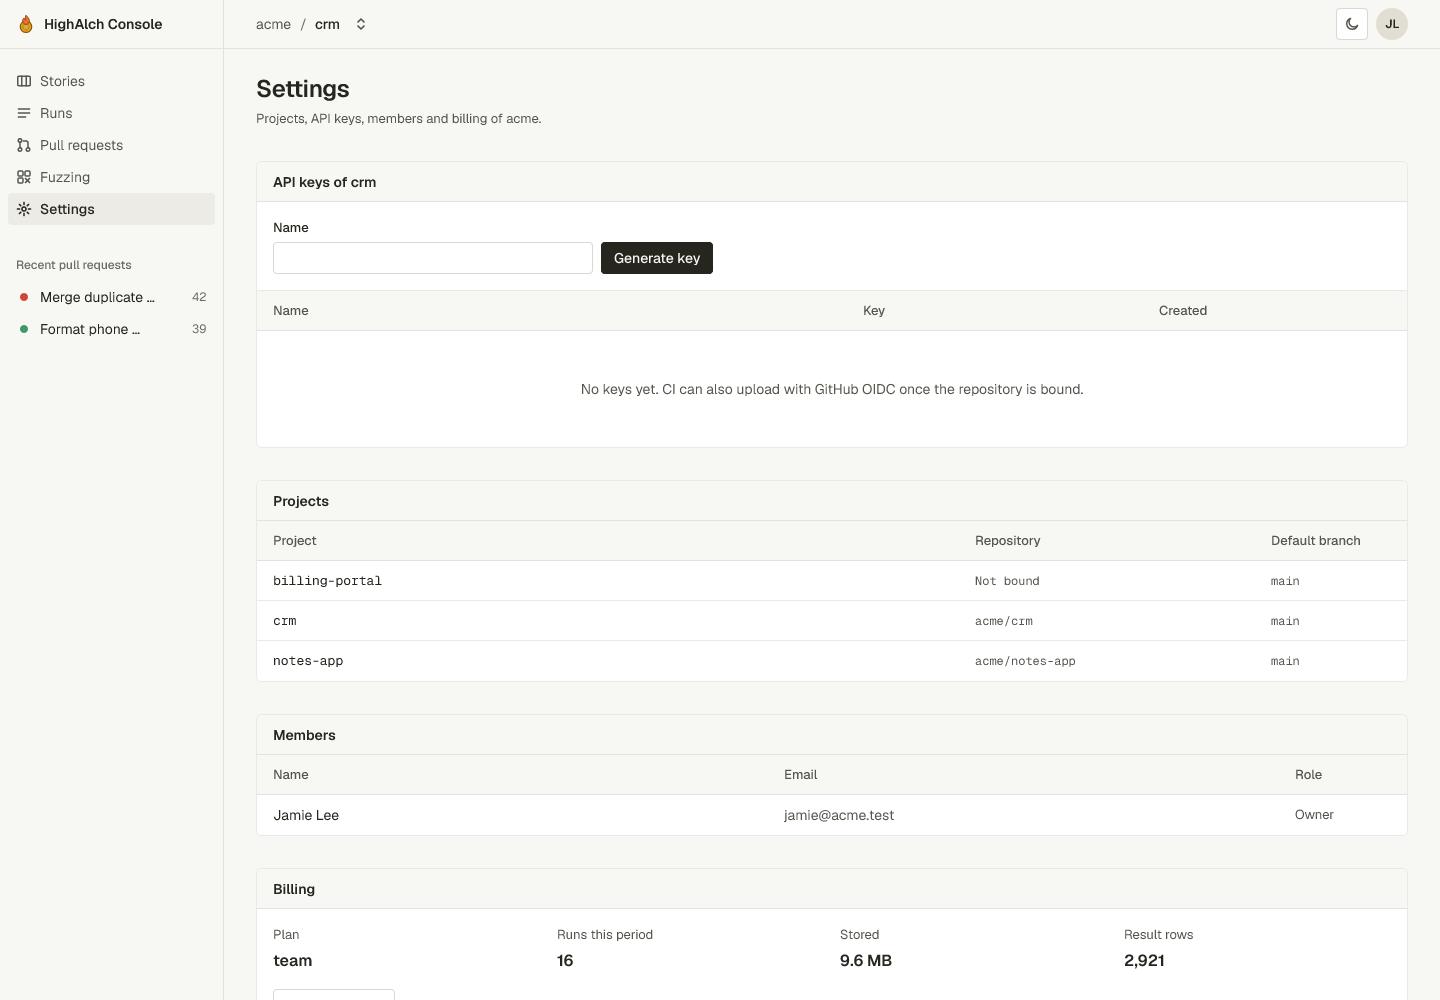 HighAlch Console
acme / crm
JL
Stories
Runs
Pull requests
Fuzzing
Settings
Recent pull requests
Merge duplicate ... 42
Format phone ... 39
Settings
Projects, API keys, members and billing of acme.
API keys of crm
Name
Generate key
Name Key Created
No keys yet. CI can also upload with GitHub OIDC once the repository is bound.
Projects
Project Repository Default branch
billing-portal Not bound main
crm acme/crm main
notes-app acme/notes-app main
Members
Name Email Role
Jamie Lee jamie@acme.test Owner
Billing
Plan Runs this period Stored Result rows
team 16 9.6 MB 2,921